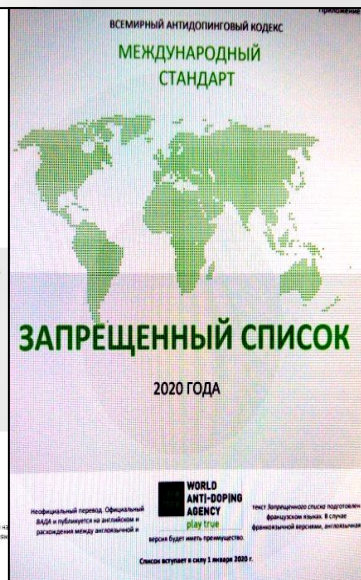 Приложение
ВСЕМИРНЫЙ АНТИДОПИНГОВЫЙ КОДЕКС
МЕЖДУНАРОДНЫЙ
СТАНДАРТ
ЗАПРЕЩЕННЫЙ СПИСОК
2020 ГОДА
WORLD
ANTI-DOPING
AGENCY
play true
Неофициальный перевод. Официальный текст Запрещенного списка подготовлен
ВАДА и публикуется на английском и французском языках. В случае
расхождения между англоязычной и франкоязычной версиями, англоязычная
версия будет иметь преимущество.
Список вступает в силу 1 января 2020 г.